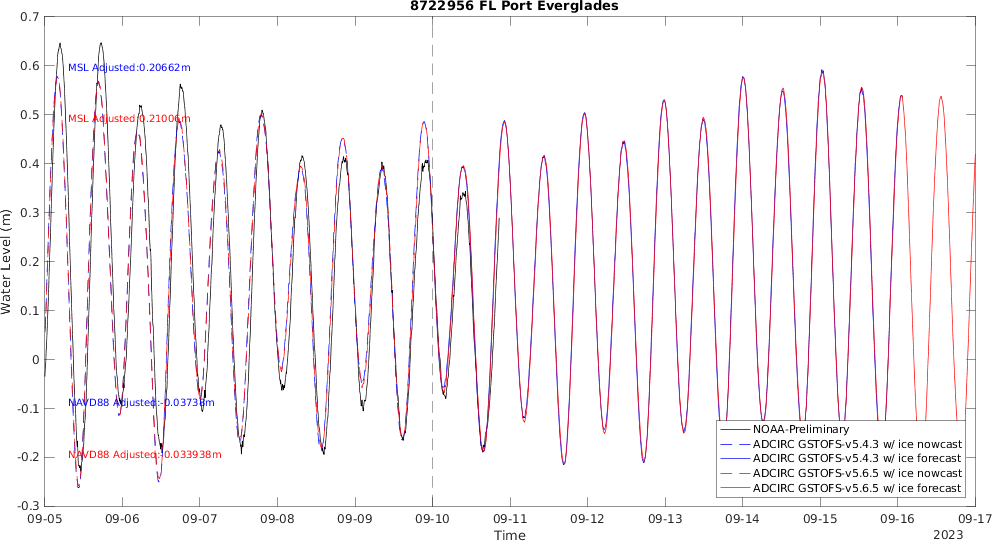 8722956 FL Port Everglades
0.7
0.6
0.5
0.4
0.3
0.2
0.1
0
-0.1
-0.2
-0.3
Water Level (m)
MSL Adjusted:0.20662m
MSL Adjusted:0.21006m
NAVD88 Adjusted:-0.03738m
NAVD88 Adjusted:-0.033938m
NOAA-Preliminary
ADCIRC GSTOFS-v5.4.3 w/ ice nowcast
ADCIRC GSTOFS-v5.4.3 w/ ice forecast
ADCIRC GSTOFS-v5.6.5 w/ ice nowcast
ADCIRC GSTOFS-v5.6.5 w/ ice forecast
09-05 09-06 09-07 09-08 09-09 09-10 09-11 09-12 09-13 09-14 09-15 09-16 09-17
Time
2023